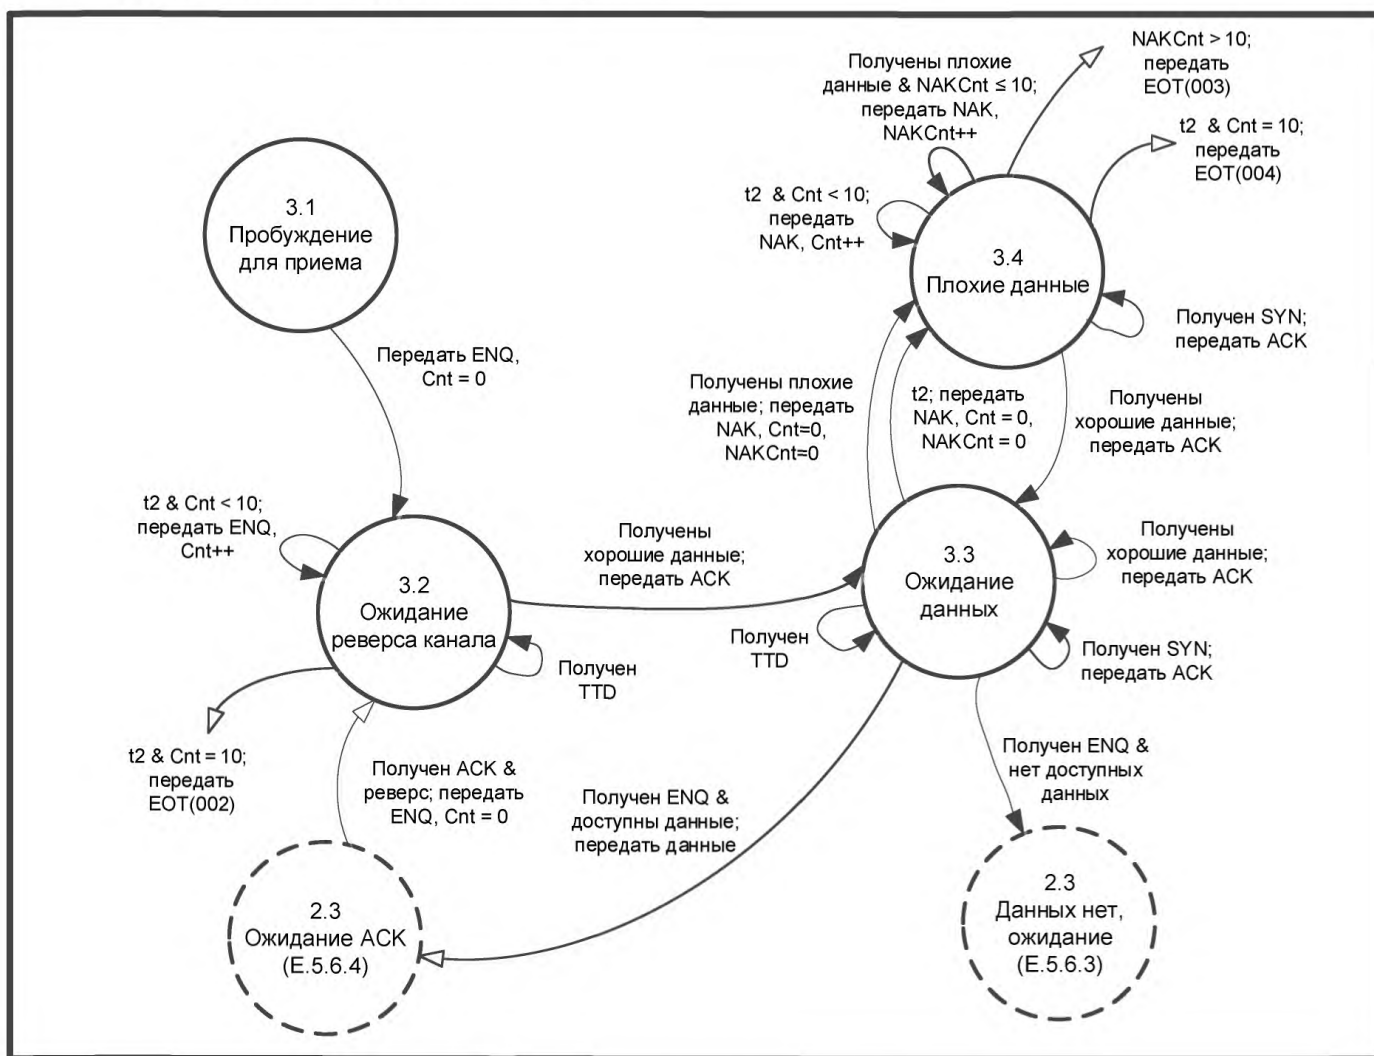 NAKCnt > 10;
передать
EOT(003)
Получены плохие
данные & NAKCnt ≤ 10;
передать NAK,
NAKCnt++
t2 & Cnt = 10;
передать
EOT(004)
t2 & Cnt < 10;
передать
NAK, Cnt++
3.1
Пробуждение
для приема
3.4
Плохие данные
Получен SYN;
передать ACK
Передать ENQ,
Cnt = 0
Получены плохие
данные; передать
NAK, Cnt=0,
NAKCnt=0
t2; передать
NAK, Cnt = 0,
NAKCnt = 0
Получены
хорошие данные;
передать ACK
t2 & Cnt < 10;
передать ENQ,
Cnt++
Получены
хорошие данные;
передать ACK
Получены
хорошие данные;
передать ACK
3.2
Ожидание
реверса канала
3.3
Ожидание
данных
Получен
TTD
Получен
TTD
Получен SYN;
передать ACK
t2 & Cnt = 10;
передать
EOT(002)
Получен ACK &
реверс; передать
ENQ, Cnt = 0
Получен ENQ &
доступны данные;
передать данные
Получен ENQ &
нет доступных
данных
2.3
Ожидание ACK
(E.5.6.4)
2.3
Данных нет,
ожидание
(E.5.6.3)